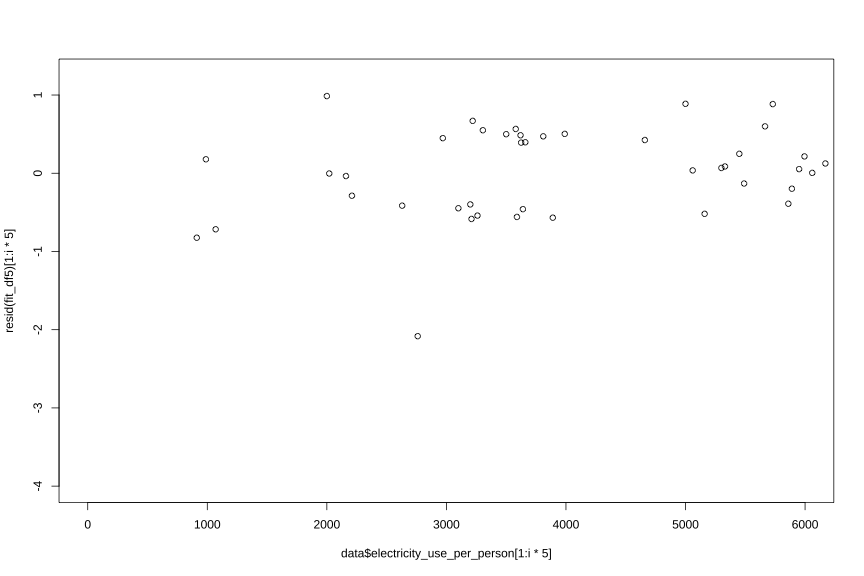 1
0
-1
-2
-3
-4
resid(fit_df5)[1:i * 5]
0 1000 2000 3000 4000 5000 6000
data$electricity_use_per_person[1:i * 5]